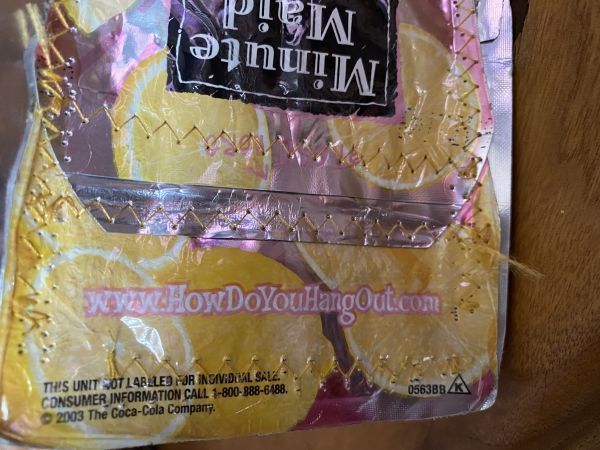 Minute
Maid
www.HowDoYouHangOut.com
THIS UNIT NOT LABELED FOR INDIVIDUAL SALE.
CONSUMER INFORMATION CALL 1-800-888-6488.
© 2003 The Coca-Cola Company.
0563BB K